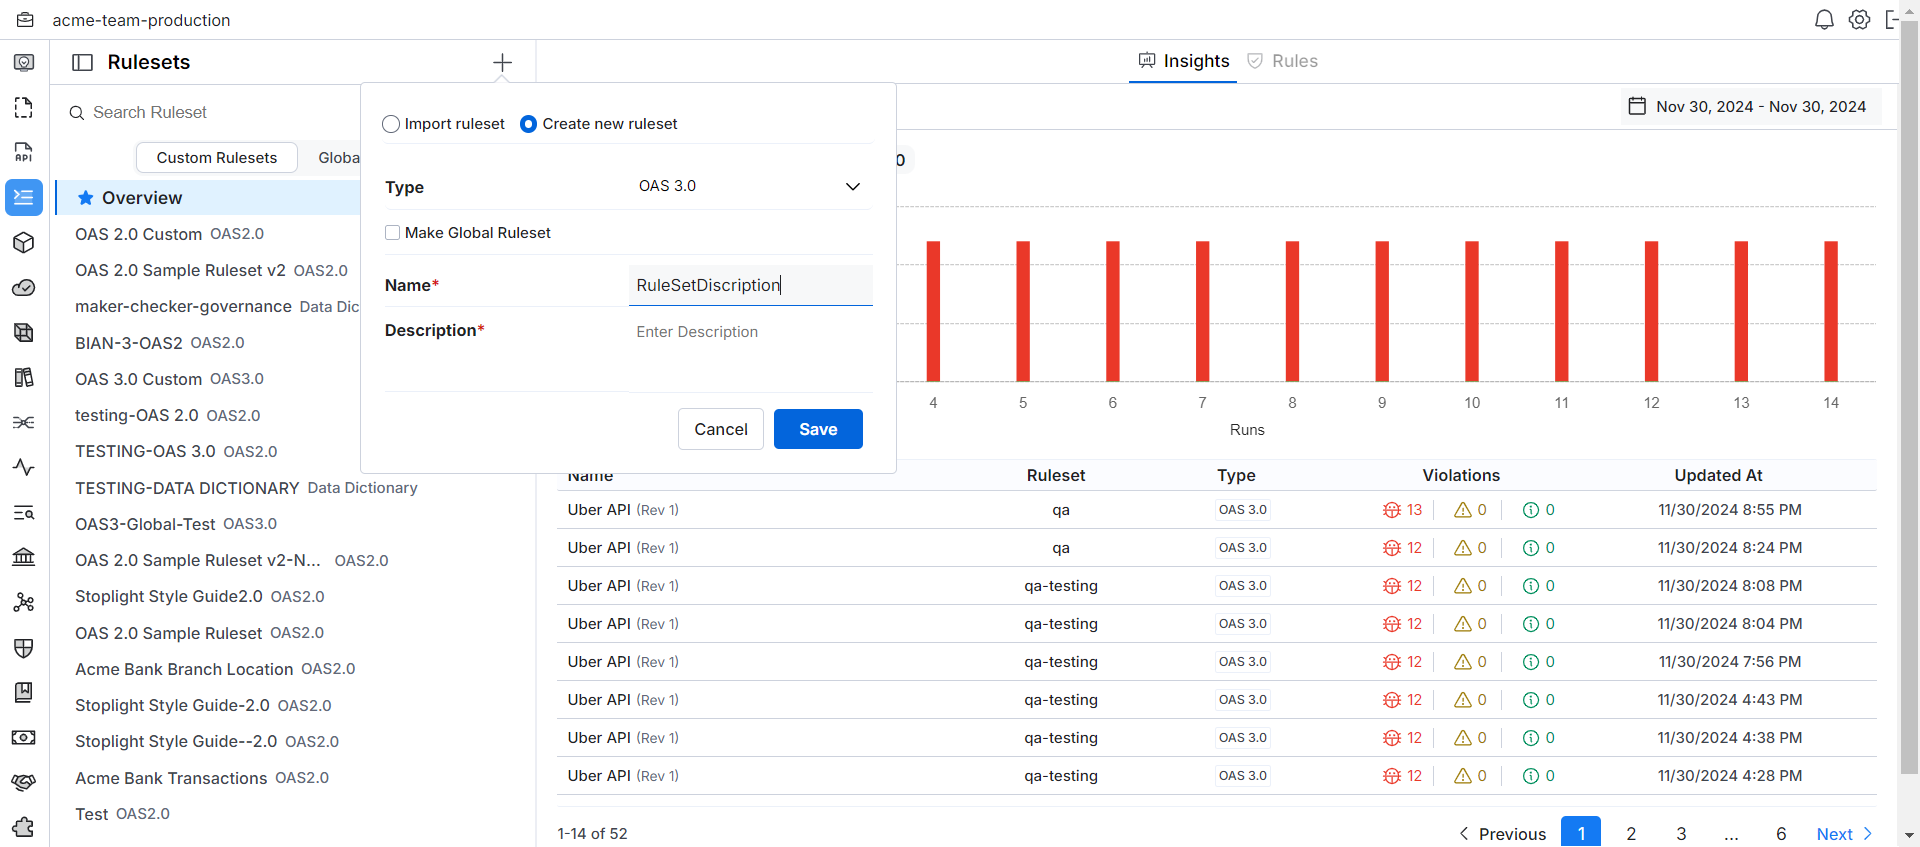 acme-team-production
Rulesets
Insights
Rules
Search Ruleset
Nov 30, 2024 - Nov 30, 2024
Custom Rulesets
Globa
Import ruleset
Create new ruleset
Type
OAS 3.0
Make Global Ruleset
Name*
RuleSetDiscription
Description*
Enter Description
Cancel
Save
0
Overview
OAS 2.0 Custom OAS2.0
OAS 2.0 Sample Ruleset v2 OAS2.0
maker-checker-governance Data Dic
BIAN-3-OAS2 OAS2.0
OAS 3.0 Custom OAS3.0
testing-OAS 2.0 OAS2.0
TESTING-OAS 3.0 OAS2.0
TESTING-DATA DICTIONARY Data Dictionary
OAS3-Global-Test OAS3.0
OAS 2.0 Sample Ruleset v2-N... OAS2.0
Stoplight Style Guide2.0 OAS2.0
OAS 2.0 Sample Ruleset OAS2.0
Acme Bank Branch Location OAS2.0
Stoplight Style Guide-2.0 OAS2.0
Stoplight Style Guide--2.0 OAS2.0
Acme Bank Transactions OAS2.0
Test OAS2.0
4 5 6 7 8 9 10 11 12 13 14
Runs
Name Ruleset Type Violations Updated At
Uber API (Rev 1) qa OAS 3.0 13 0 0 11/30/2024 8:55 PM
Uber API (Rev 1) qa OAS 3.0 12 0 0 11/30/2024 8:24 PM
Uber API (Rev 1) qa-testing OAS 3.0 12 0 0 11/30/2024 8:08 PM
Uber API (Rev 1) qa-testing OAS 3.0 12 0 0 11/30/2024 8:04 PM
Uber API (Rev 1) qa-testing OAS 3.0 12 0 0 11/30/2024 7:56 PM
Uber API (Rev 1) qa-testing OAS 3.0 12 0 0 11/30/2024 4:43 PM
Uber API (Rev 1) qa-testing OAS 3.0 12 0 0 11/30/2024 4:38 PM
Uber API (Rev 1) qa-testing OAS 3.0 12 0 0 11/30/2024 4:28 PM
1-14 of 52
Previous 1 2 3 ... 6 Next
API